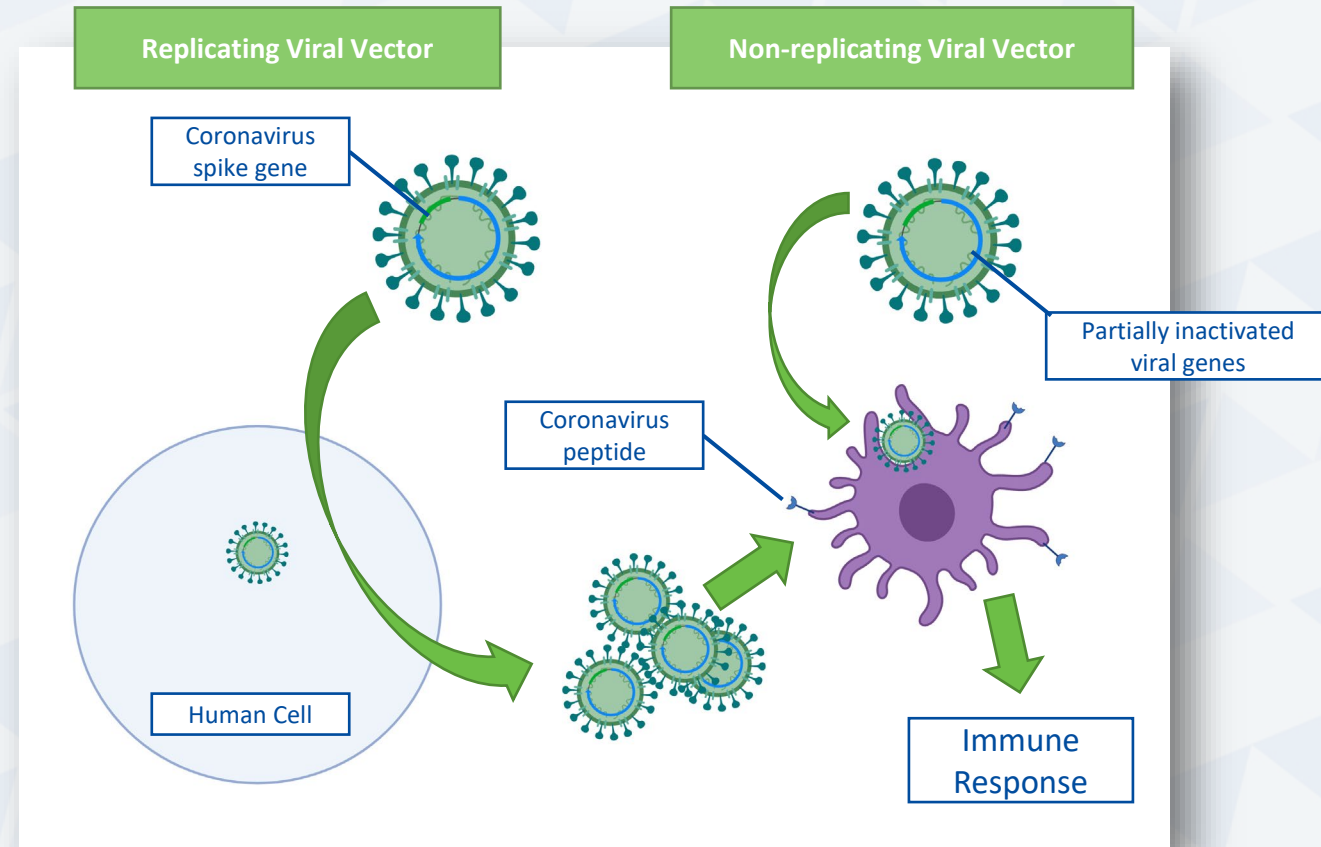 Replicating Viral Vector
Non-replicating Viral Vector
Coronavirus
spike gene
Partially inactivated
viral genes
Coronavirus
peptide
Human Cell
Immune
Response